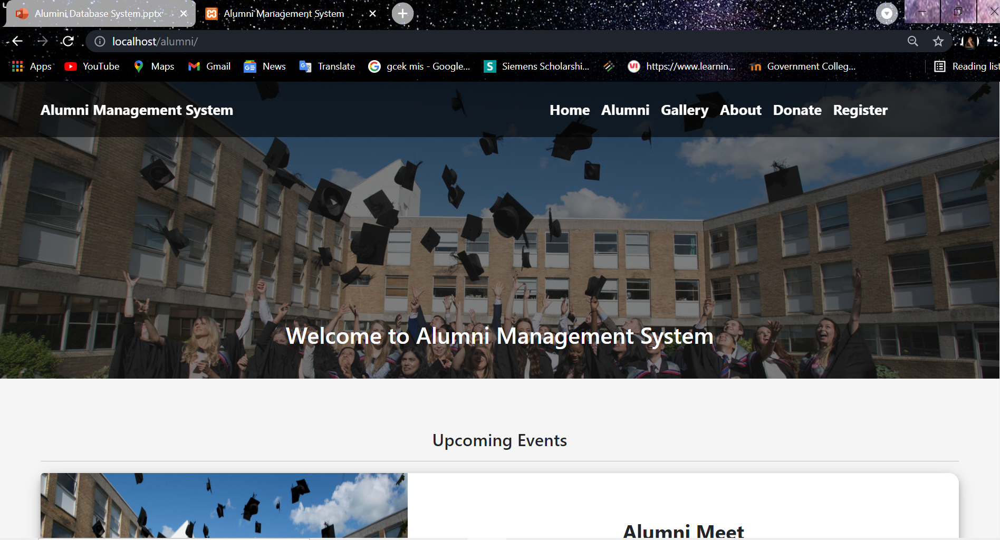 Alumini Database System.pptx -
Alumni Management System
localhost/alumni/
Apps YouTube Maps Gmail News Translate gcek mis - Google... Siemens Scholarshi... https://www.learnin... Government Colleg... Reading list
Alumni Management System
Home Alumni Gallery About Donate Register
Welcome to Alumni Management System
Upcoming Events
Alumni Meet